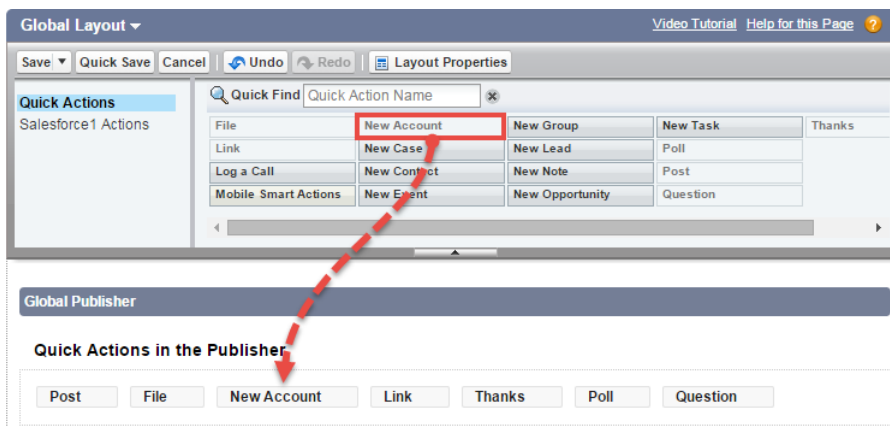 Global Layout Video Tutorial Help for this Page ?
Save Quick Save Cancel Undo Redo Layout Properties
Quick Actions
Salesforce1 Actions
Quick Find Quick Action Name
File New Account New Group New Task Thanks
Link New Case New Lead Poll
Log a Call New Contact New Note Post
Mobile Smart Actions New Event New Opportunity Question
Global Publisher
Quick Actions in the Publisher
Post File New Account Link Thanks Poll Question